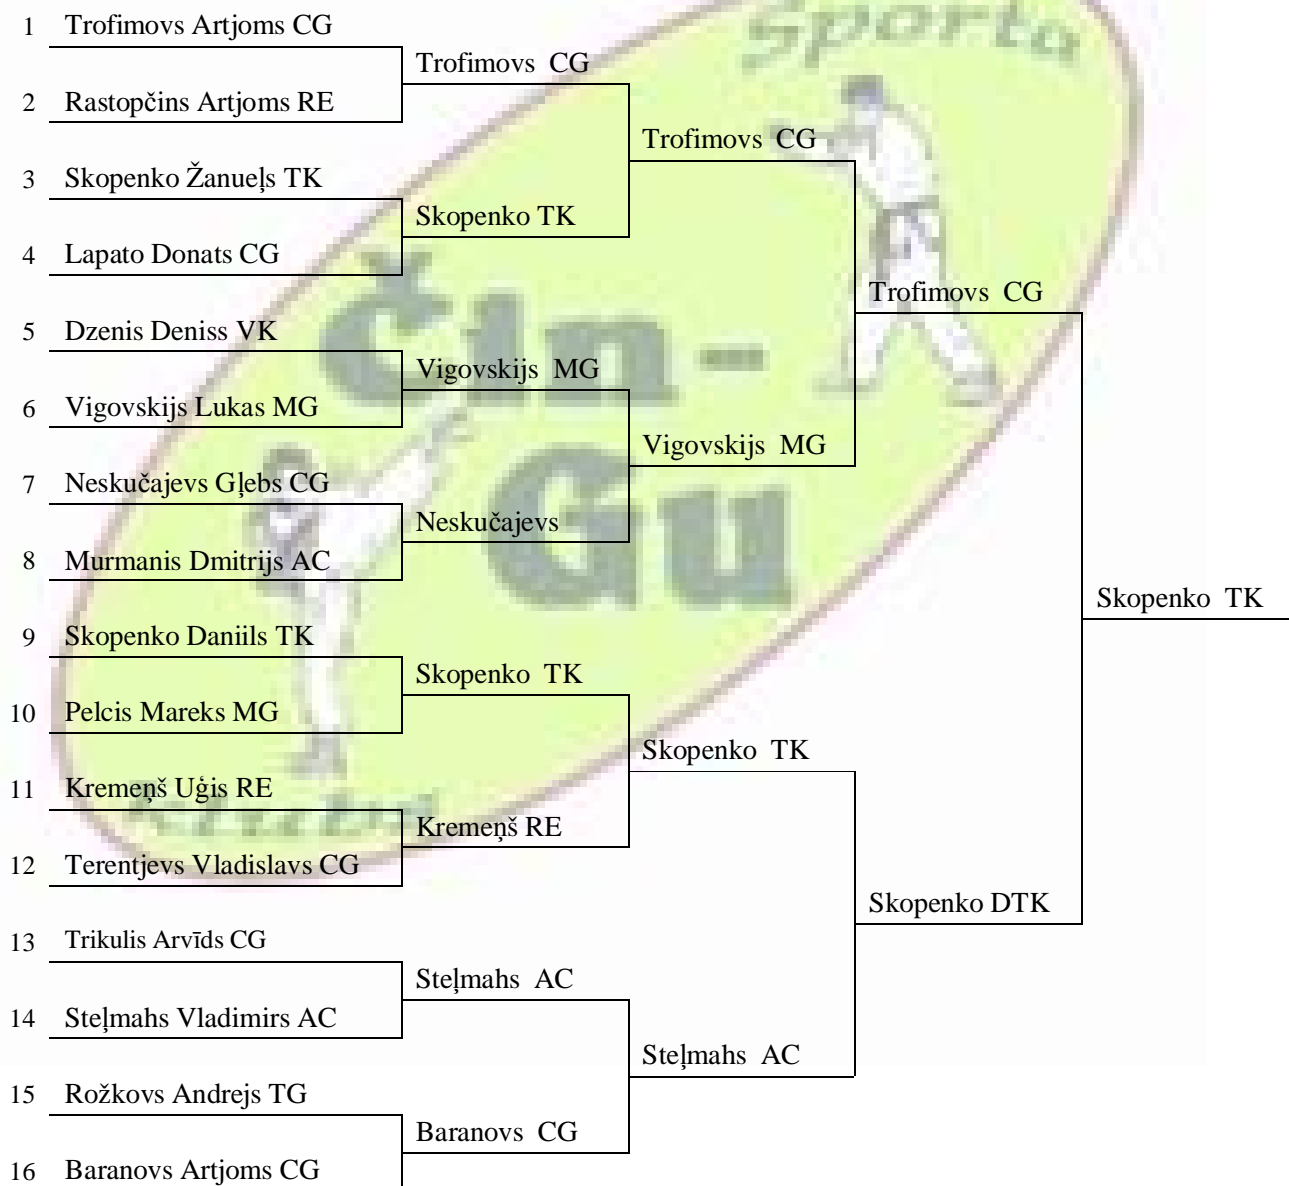 1 Trofimovs Artjoms CG
Trofimovs CG
2 Rastopčins Artjoms RE
Trofimovs CG
3 Skopenko Žanueļs TK
Skopenko TK
4 Lapato Donats CG
Trofimovs CG
5 Dzenis Deniss VK
Vigovskijs MG
6 Vigovskijs Lukas MG
Vigovskijs MG
7 Neskučajevs Gļebs CG
Neskučajevs
8 Murmanis Dmitrijs AC
Skopenko TK
9 Skopenko Daniils TK
Skopenko TK
10 Pelcis Mareks MG
Skopenko TK
11 Kremeņš Uģis RE
Kremeņš RE
12 Terentjevs Vladislavs CG
Skopenko DTK
13 Trikulis Arvīds CG
Steļmahs AC
14 Steļmahs Vladimirs AC
Steļmahs AC
15 Rožkovs Andrejs TG
Baranovs CG
16 Baranovs Artjoms CG
Sporta
Čin-
Gu
Klubs